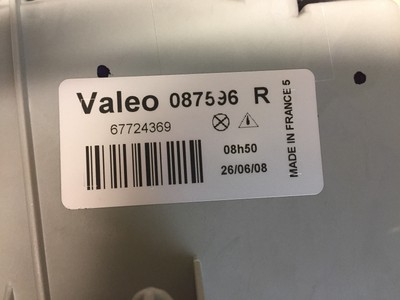 Valeo 087596 R
67724369
08h50
26/06/08
MADE IN FRANCE 5